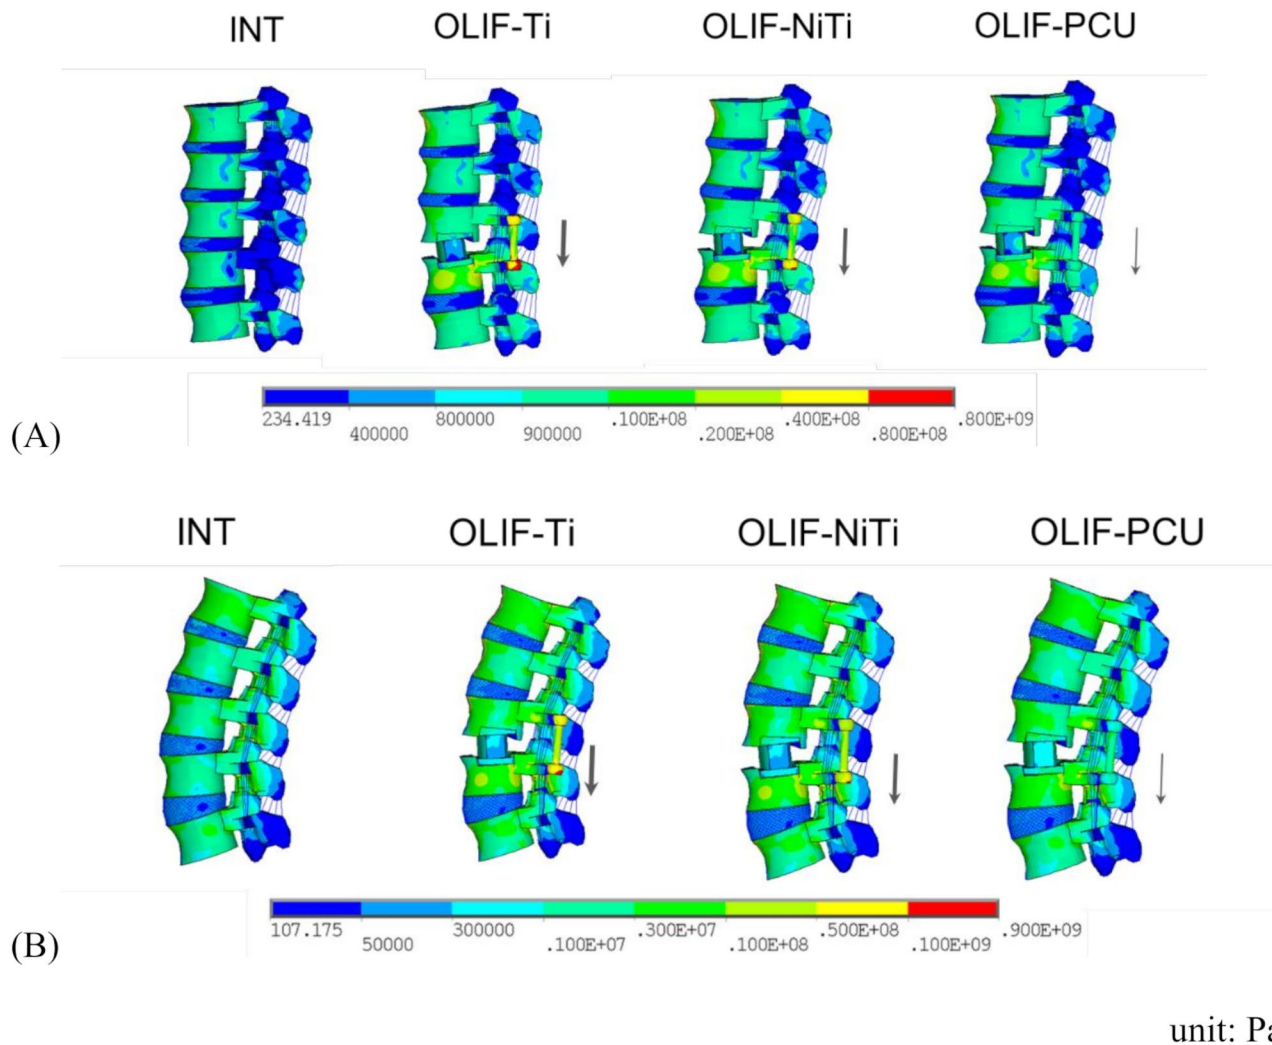 INT OLIF-Ti OLIF-NiTi OLIF-PCU
234.419 800000 .100E+08 .400E+08 .800E+09
400000 900000 .200E+08 .800E+08
(A)
INT OLIF-Ti OLIF-NiTi OLIF-PCU
107.175 300000 .300E+07 .500E+08 .900E+09
50000 .100E+07 .100E+08 .100E+09
(B)
unit: Pa